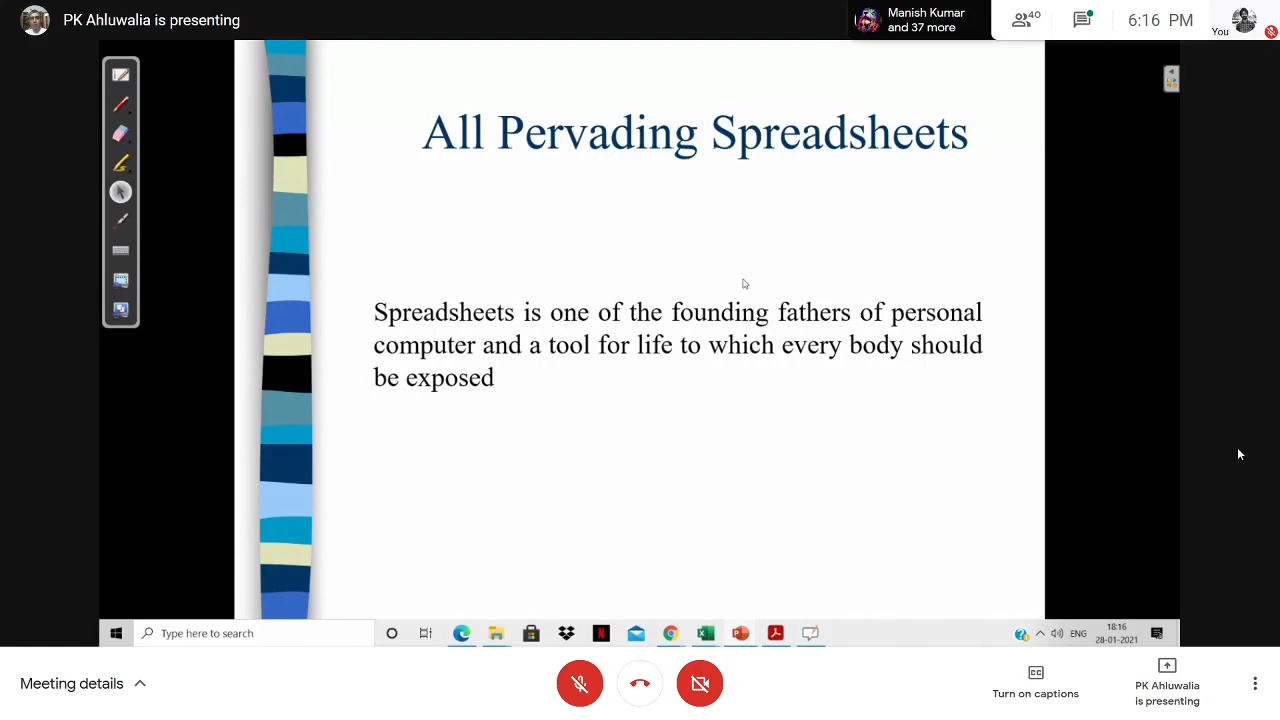 PK Ahluwalia is presenting
Manish Kumar
and 37 more
40
6:16 PM
You
All Pervading Spreadsheets
Spreadsheets is one of the founding fathers of personal
computer and a tool for life to which every body should
be exposed
Type here to search
ENG
18:16
28-01-2021
Meeting details
CC
Turn on captions
PK Ahluwalia
is presenting